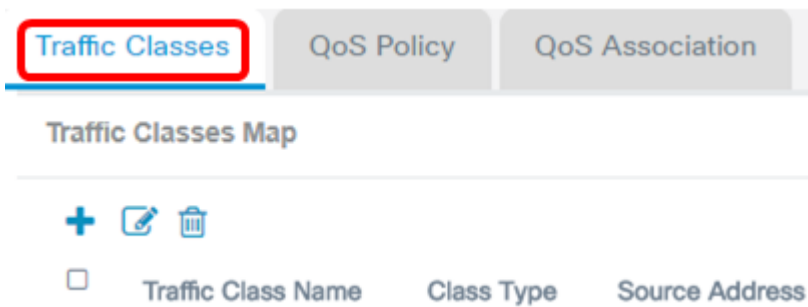 Traffic Classes QoS Policy QoS Association
Traffic Classes Map
Traffic Class Name Class Type Source Address